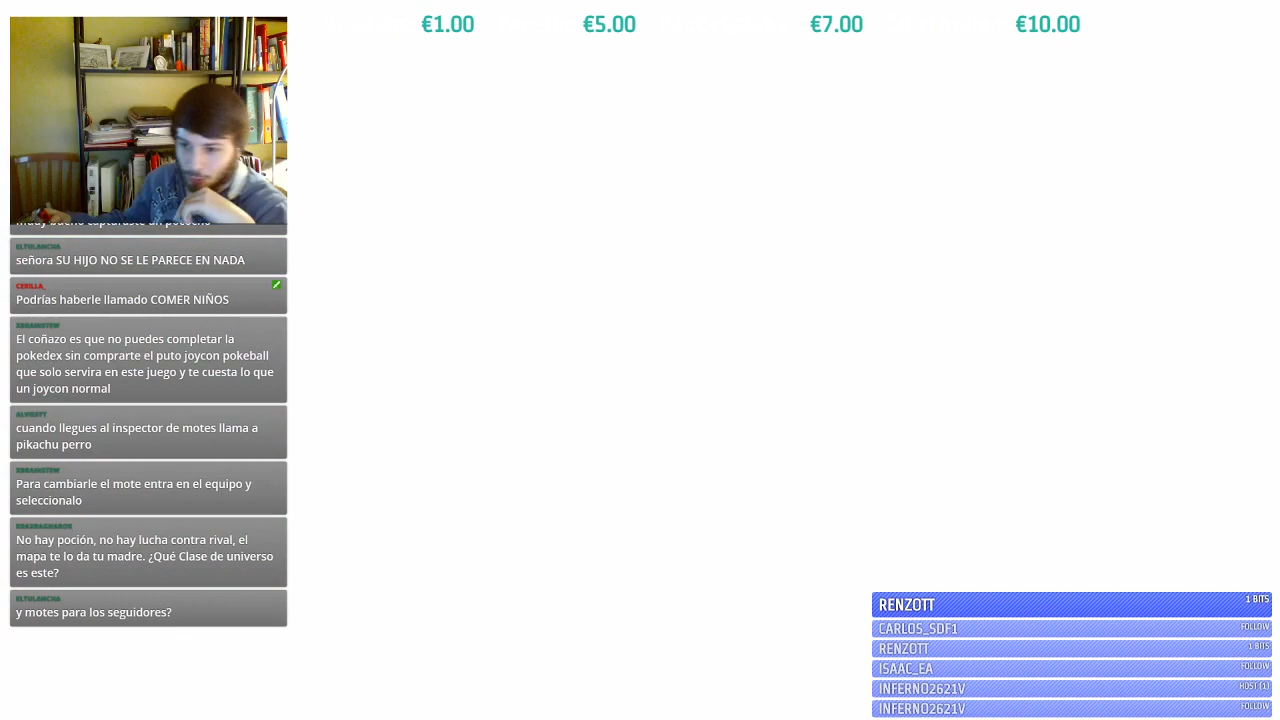 €1.00 €5.00 €7.00 €10.00
ELTULANCHA
señora SU HIJO NO SE LE PARECE EN NADA
CERILLA_
Podrías haberle llamado COMER NIÑOS
XBRAINSTEW
El coñazo es que no puedes completar la
pokedex sin comprarte el puto joycon pokeball
que solo servira en este juego y te cuesta lo que
un joycon normal
cuando llegues al inspector de motes llama a
pikachu perro
XBRAINSTEW
Para cambiarle el mote entra en el equipo y
seleccionalo
No hay poción, no hay lucha contra rival, el
mapa te lo da tu madre. ¿Qué Clase de universo
es este?
ELTULANCHA
y motes para los seguidores?
RENZOTT 1 BITS
CARLOS_SDF1 FOLLOW
RENZOTT 1 BITS
ISAAC_EA FOLLOW
INFERNO2621V HOST (1)
INFERNO2621V FOLLOW